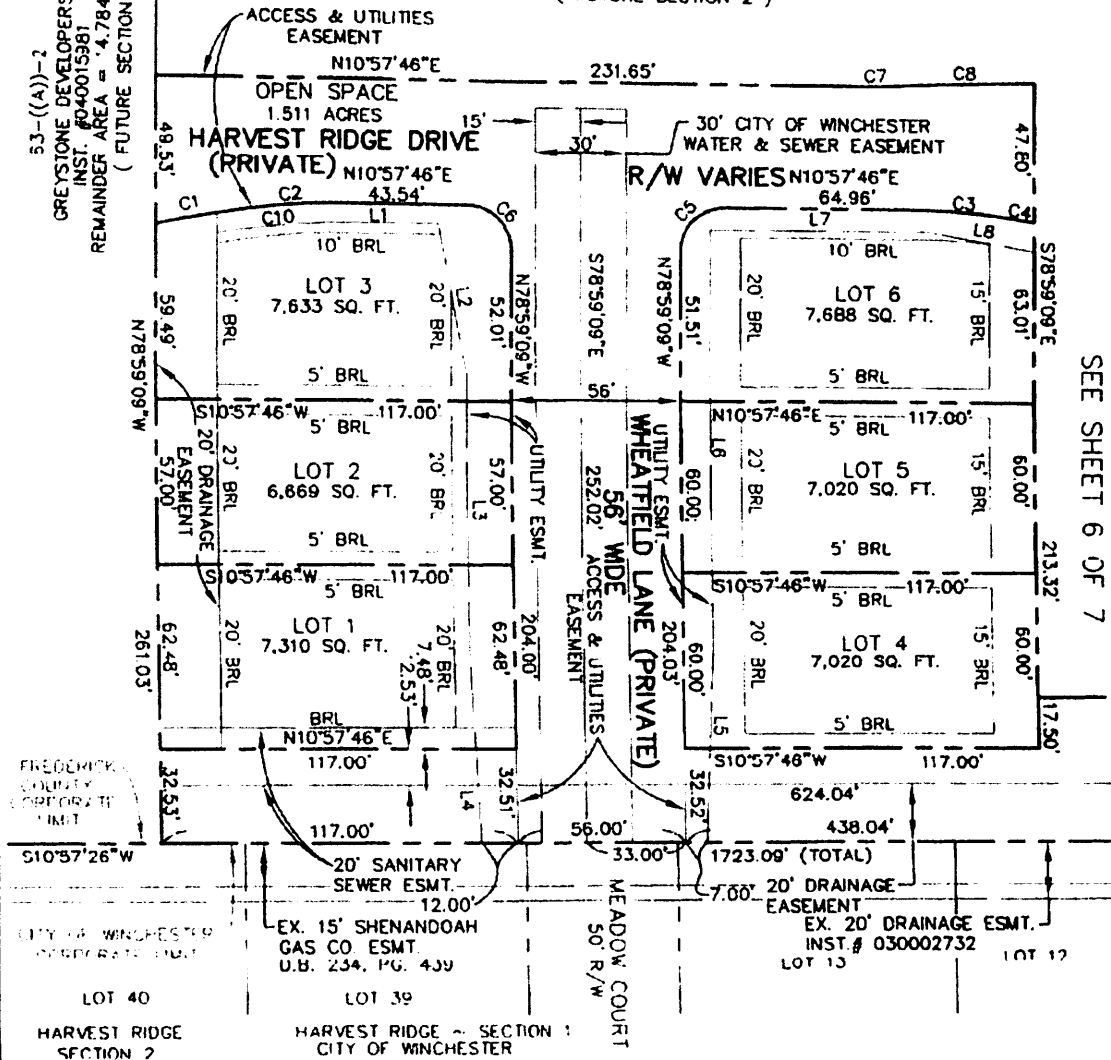 53-((A))-2
GREYSTONE DEVELOPERS
INST. #040015981
REMAINDER AREA = 4.784
( FUTURE SECTION
ACCESS & UTILITIES
EASEMENT
N10°57'46"E
231.65'
C7
C8
OPEN SPACE
1.511 ACRES
HARVEST RIDGE DRIVE
(PRIVATE)
N10°57'46"E
43.54'
15'
30'
30' CITY OF WINCHESTER
WATER & SEWER EASEMENT
R/W VARIES
N10°57'46"E
64.96'
49.53'
47.80'
C1
C2
C10
L1
C6
C5
L7
C3
C4
L8
10' BRL
LOT 3
7,633 SQ. FT.
20' BRL
20' BRL
L2
5' BRL
59.49'
52.01'
N78°59'09"W
S78°59'09"E
N78°59'09"W
51.51'
10' BRL
LOT 6
7,688 SQ. FT.
20' BRL
15' BRL
5' BRL
63.01'
S78°59'09"E
N78°59'09"W
S10°57'46"W
117.00'
56'
N10°57'46"E
117.00'
20' DRAINAGE
EASEMENT
57.00'
5' BRL
LOT 2
6,669 SQ. FT.
20' BRL
20' BRL
5' BRL
L3
57.00'
UTILITY ESMT.
252.02'
ACCESS & UTILITIES
EASEMENT
56' WIDE
WHEATFIELD LANE (PRIVATE)
UTILITY ESMT.
60.00'
L6
5' BRL
LOT 5
7,020 SQ. FT.
20' BRL
15' BRL
5' BRL
60.00'
213.32'
SEE SHEET 6 OF 7
S10°57'46"W
117.00'
S10°57'46"W
117.00'
62.48'
261.03'
5' BRL
LOT 1
7,310 SQ. FT.
20' BRL
20' BRL
7.48'
2.53'
BRL
62.48'
204.00'
204.03'
60.00'
L5
5' BRL
LOT 4
7,020 SQ. FT.
20' BRL
15' BRL
5' BRL
60.00'
17.50'
N10°57'46"E
117.00'
S10°57'46"W
117.00'
FREDERICK
COUNTY
CORPORATE
LIMIT
32.53'
L4
32.51'
32.52'
624.04'
S10°57'26"W
117.00'
56.00'
33.00'
438.04'
1723.09' (TOTAL)
20' SANITARY
SEWER ESMT.
12.00'
7.00'
20' DRAINAGE
EASEMENT
CITY OF WINCHESTER
CORPORATE LIMIT
EX. 15' SHENANDOAH
GAS CO. ESMT.
D.B. 234, PG. 439
MEADOW COURT
50' R/W
EX. 20' DRAINAGE ESMT.
INST.# 030002732
LOT 13
LOT 12
LOT 40
LOT 39
HARVEST RIDGE
SECTION 2
HARVEST RIDGE ~ SECTION 1
CITY OF WINCHESTER